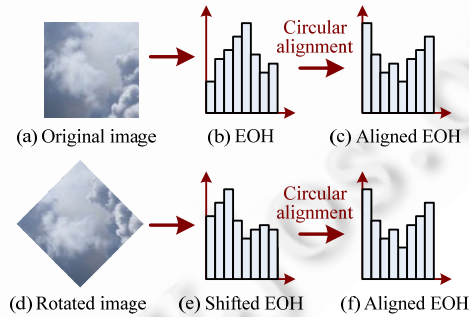 Circular
alignment
(a) Original image
(b) EOH
(c) Aligned EOH
Circular
alignment
(d) Rotated image
(e) Shifted EOH
(f) Aligned EOH